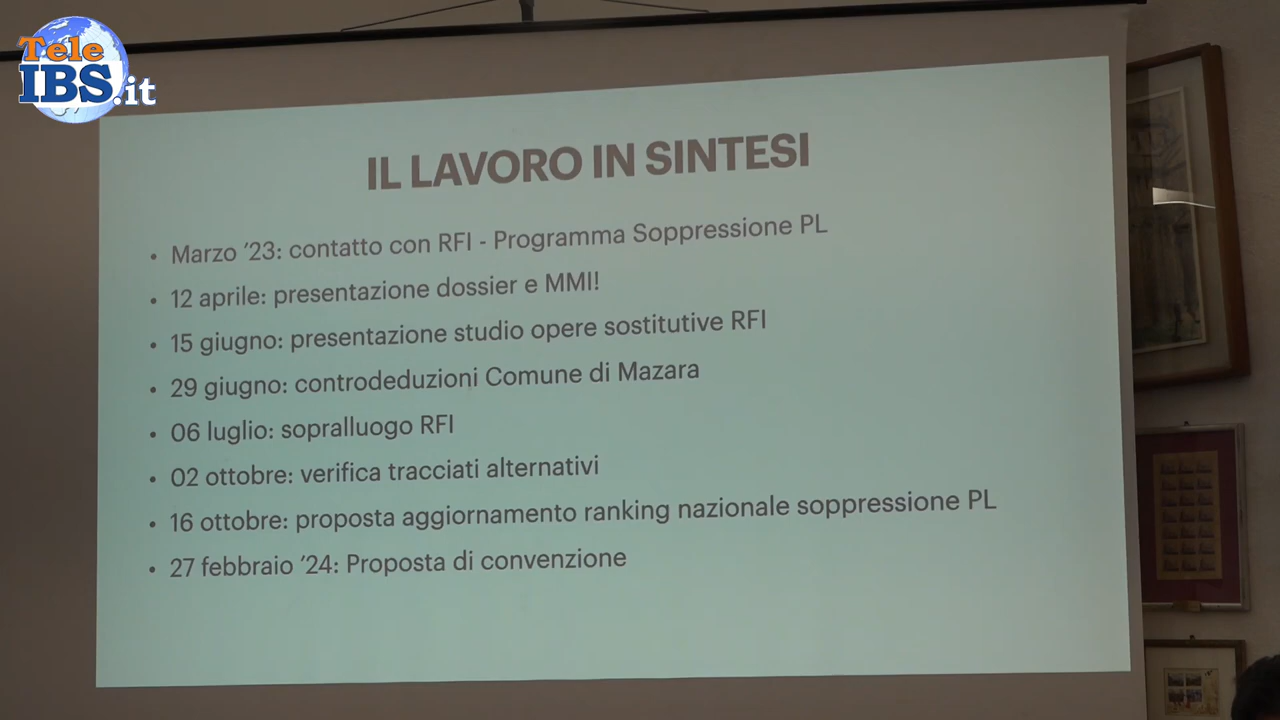 Tele
IBS.it
IL LAVORO IN SINTESI
• Marzo ’23: contatto con RFI - Programma Soppressione PL
• 12 aprile: presentazione dossier e MMI!
• 15 giugno: presentazione studio opere sostitutive RFI
• 29 giugno: controdeduzioni Comune di Mazara
• 06 luglio: sopralluogo RFI
• 02 ottobre: verifica tracciati alternativi
• 16 ottobre: proposta aggiornamento ranking nazionale soppressione PL
• 27 febbraio ’24: Proposta di convenzione